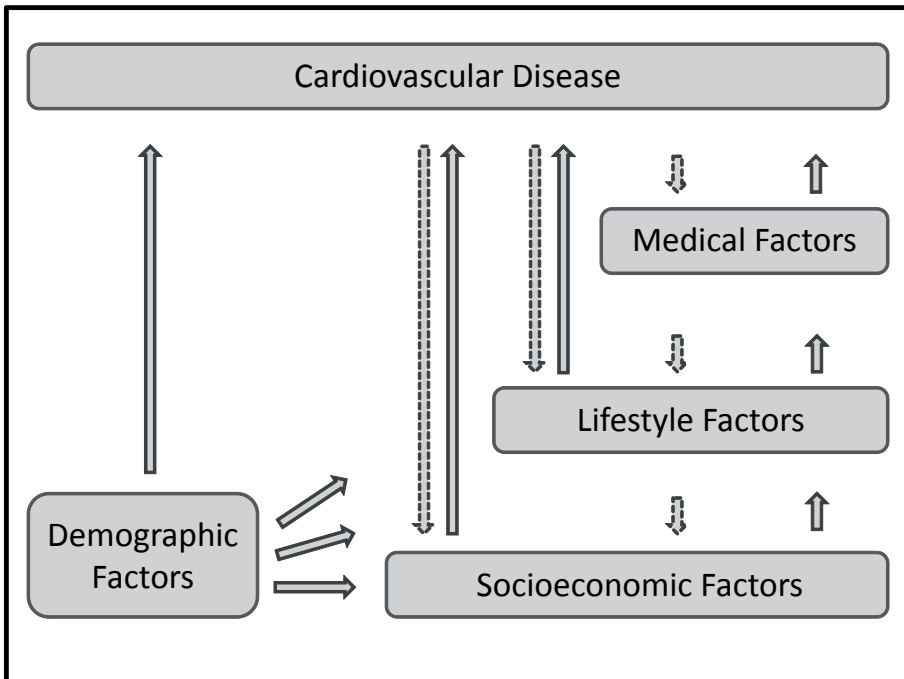 Cardiovascular Disease
Medical Factors
Lifestyle Factors
Demographic
Factors
Socioeconomic Factors